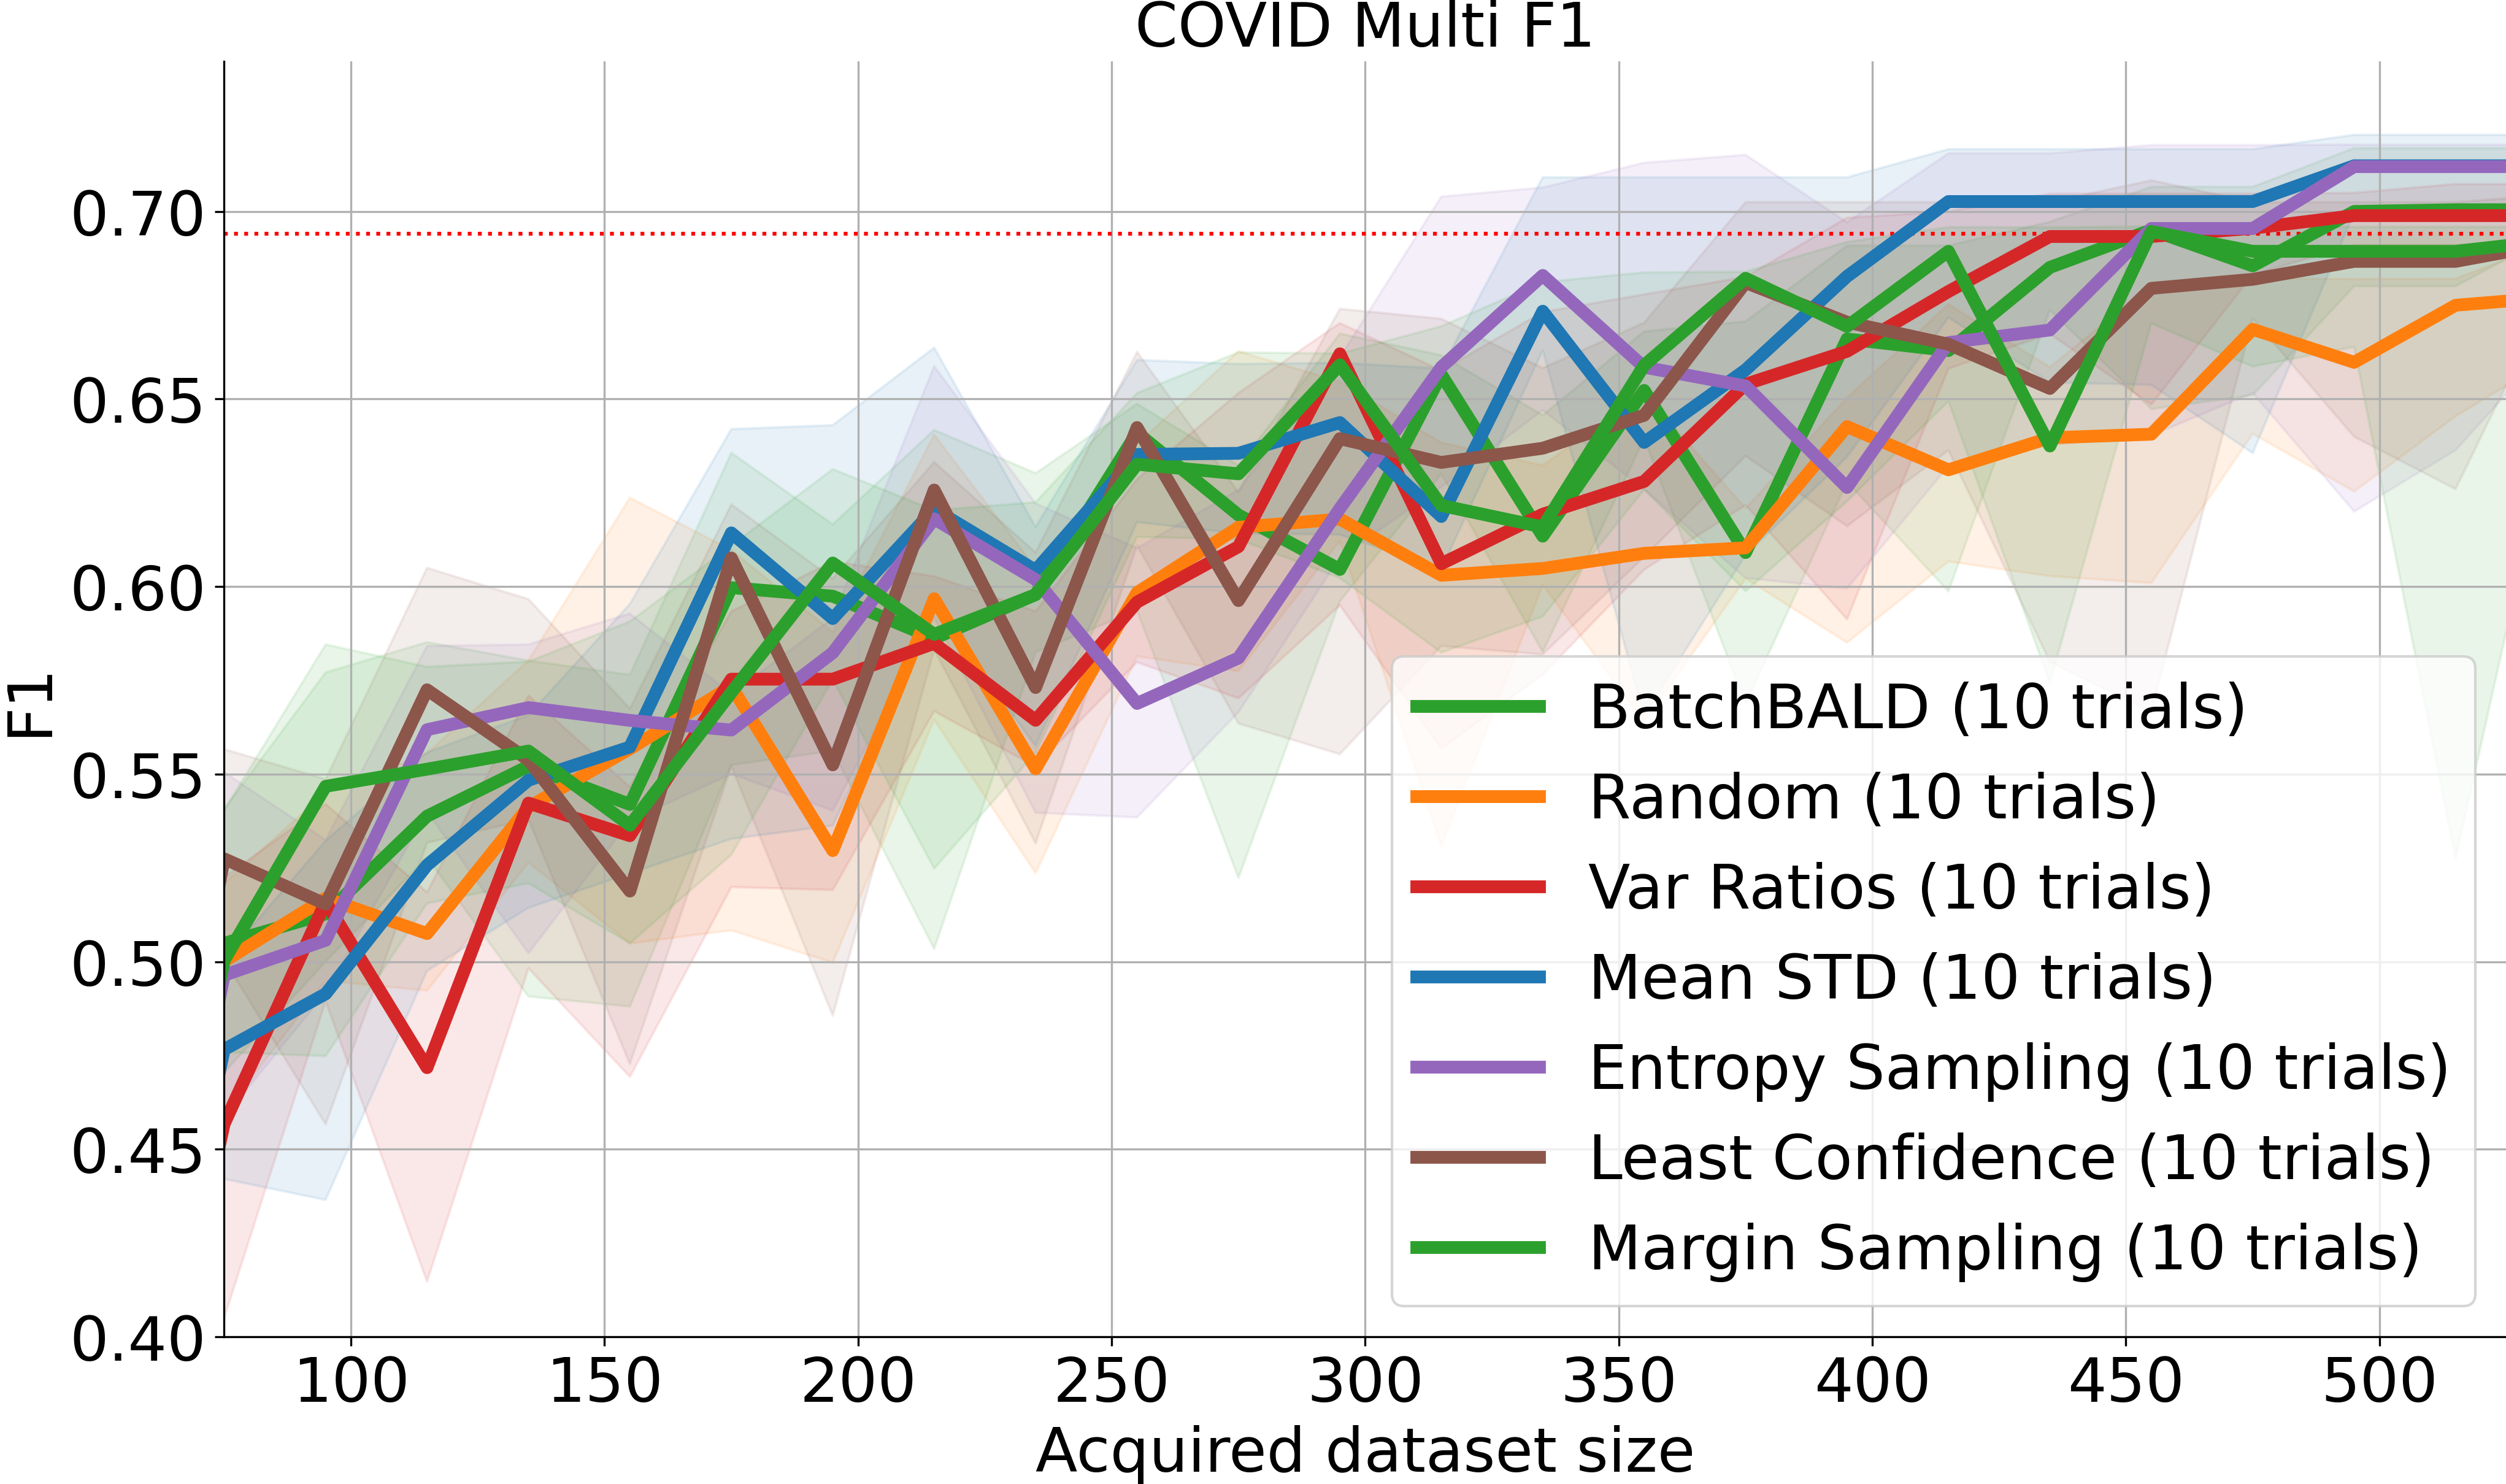 COVID Multi F1
F1
0.70
0.65
0.60
0.55
0.50
0.45
0.40
BatchBALD (10 trials)
Random (10 trials)
Var Ratios (10 trials)
Mean STD (10 trials)
Entropy Sampling (10 trials)
Least Confidence (10 trials)
Margin Sampling (10 trials)
100 150 200 250 300 350 400 450 500
Acquired dataset size